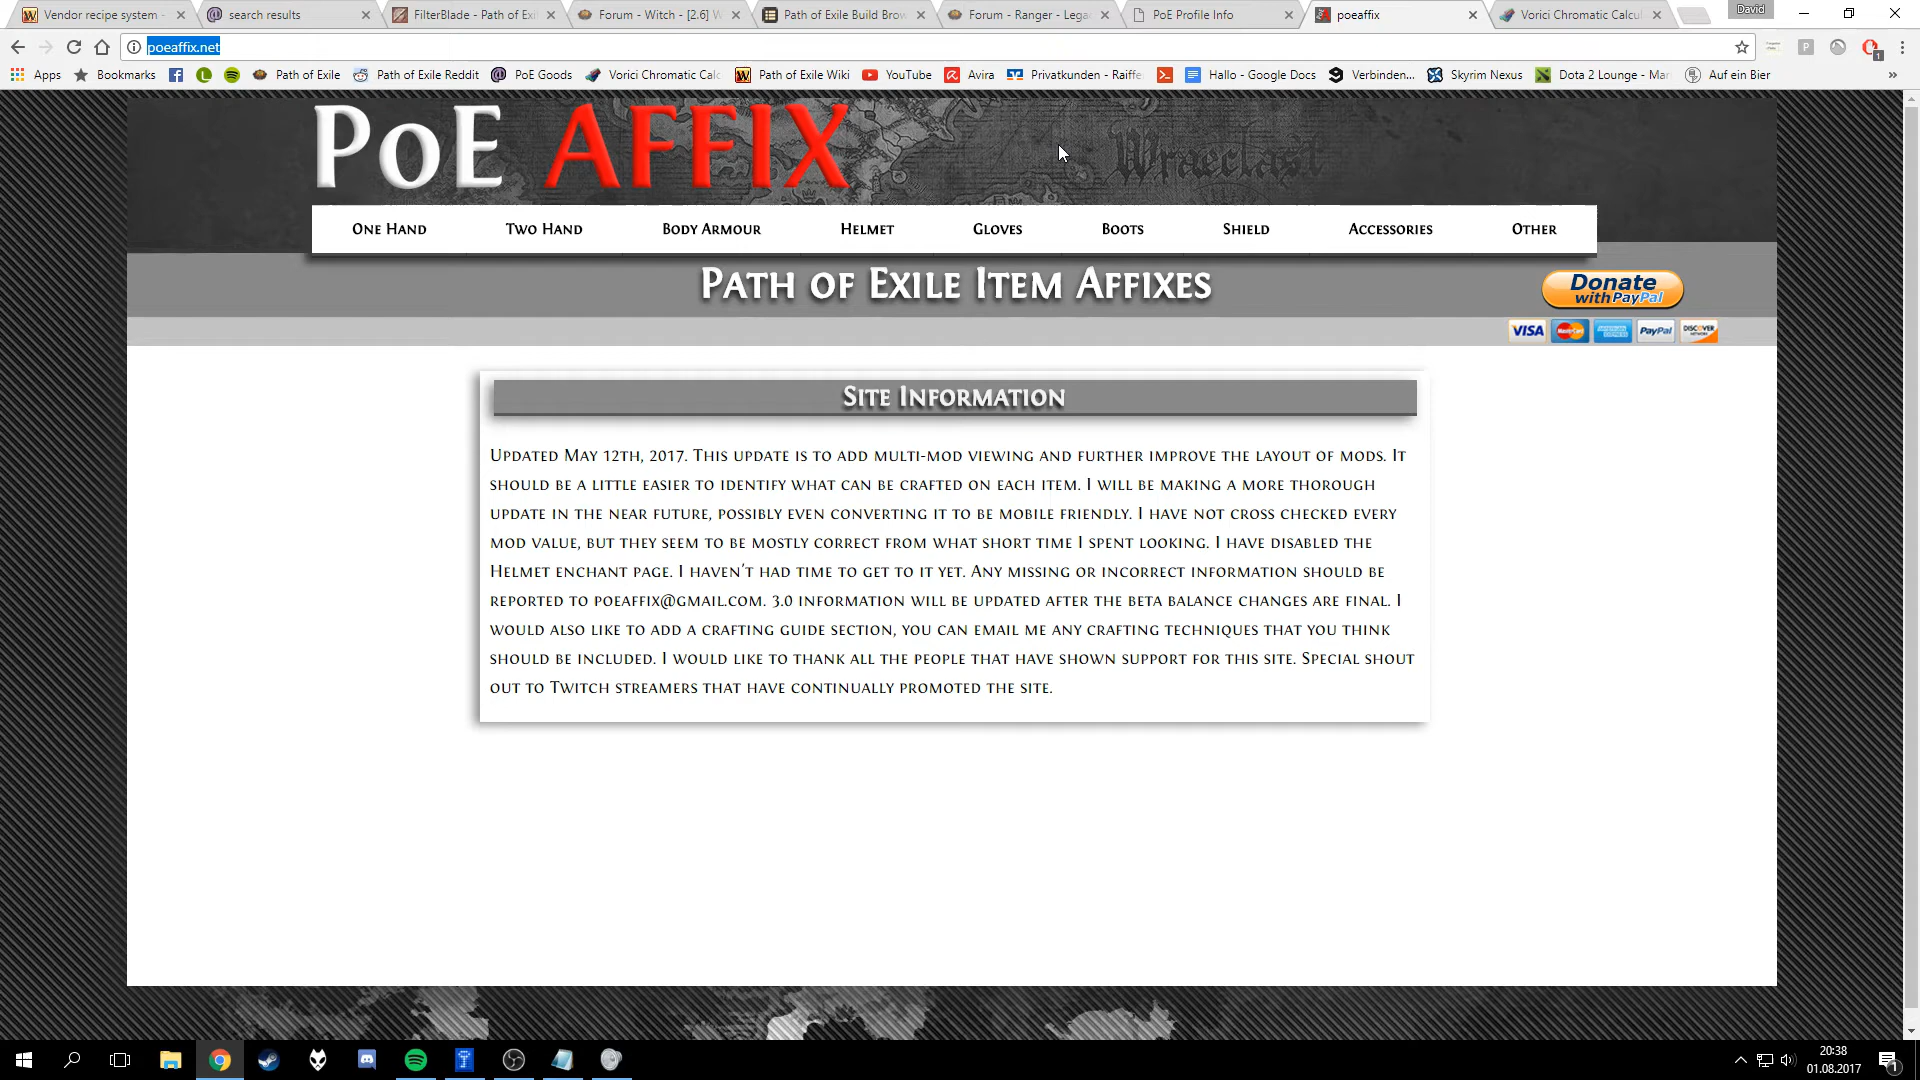 Vendor recipe system -
search results
FilterBlade - Path of Exi
Forum - Witch - [2.6] W
Path of Exile Build Brow
Forum - Ranger - Lega
PoE Profile Info
poeaffix
Vorici Chromatic Calcul
David
poeaffix.net
Apps
Bookmarks
Path of Exile
Path of Exile Reddit
PoE Goods
Vorici Chromatic Calc
Path of Exile Wiki
YouTube
Avira
Privatkunden - Raiffe
Hallo - Google Docs
Verbinden...
Skyrim Nexus
Dota 2 Lounge - Mar
Auf ein Bier
»
PoE AFFIX
Wraeclast
One Hand
Two Hand
Body Armour
Helmet
Gloves
Boots
Shield
Accessories
Other
Path of Exile Item Affixes
Donate
with PayPal
VISA
MasterCard
AMERICAN EXPRESS
PayPal
DISCOVER
NETWORK
Site Information
Updated May 12th, 2017. This update is to add multi-mod viewing and further improve the layout of mods. It
should be a little easier to identify what can be crafted on each item. I will be making a more thorough
update in the near future, possibly even converting it to be mobile friendly. I have not cross checked every
mod value, but they seem to be mostly correct from what short time I spent looking. I have disabled the
Helmet enchant page. I haven't had time to get to it yet. Any missing or incorrect information should be
reported to poeaffix@gmail.com. 3.0 information will be updated after the beta balance changes are final. I
would also like to add a crafting guide section, you can email me any crafting techniques that you think
should be included. I would like to thank all the people that have shown support for this site. Special shout
out to Twitch streamers that have continually promoted the site.
20:38
01.08.2017
1